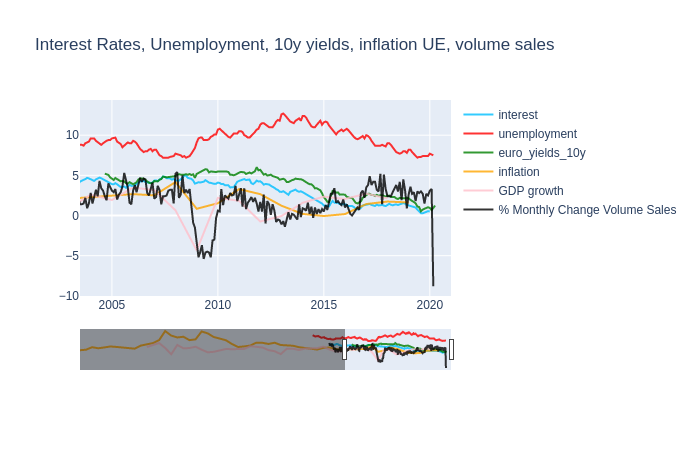 Interest Rates, Unemployment, 10y yields, inflation UE, volume sales
interest
unemployment
euro_yields_10y
inflation
GDP growth
% Monthly Change Volume Sales
10
5
0
−5
−10
2005
2010
2015
2020